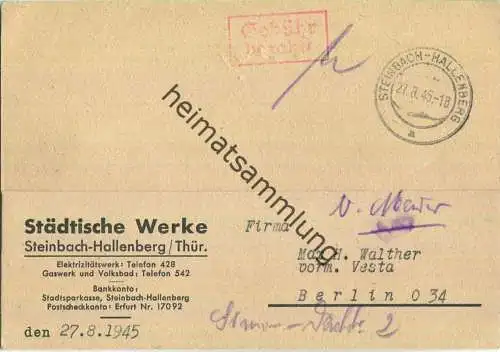 Gebühr
bezahlt
STEINBACH-HALLENBERG
27.8.45.-18
a
heimatsammlung
Städtische Werke
Steinbach-Hallenberg/Thür.
Elektrizitätswerk: Telefon 428
Gaswerk und Volksbad: Telefon 542
Bankkonto:
Stadtsparkasse, Steinbach-Hallenberg
Postscheckkonto: Erfurt Nr. 17092
den 27.8.1945
Firma
Max H. Walther
vorm. Vesta
Berlin O 34
2